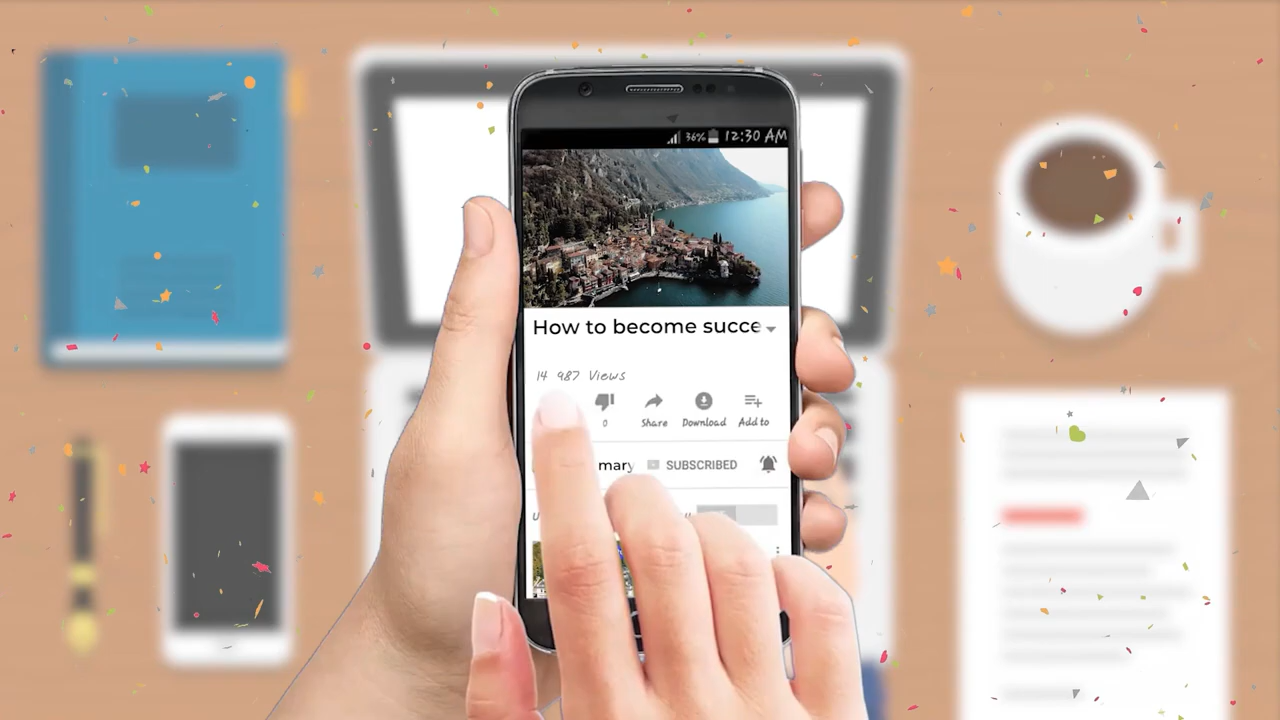 36% 12:30 AM
How to become succe
14 987 Views
0 Share Download Add to
mary SUBSCRIBED